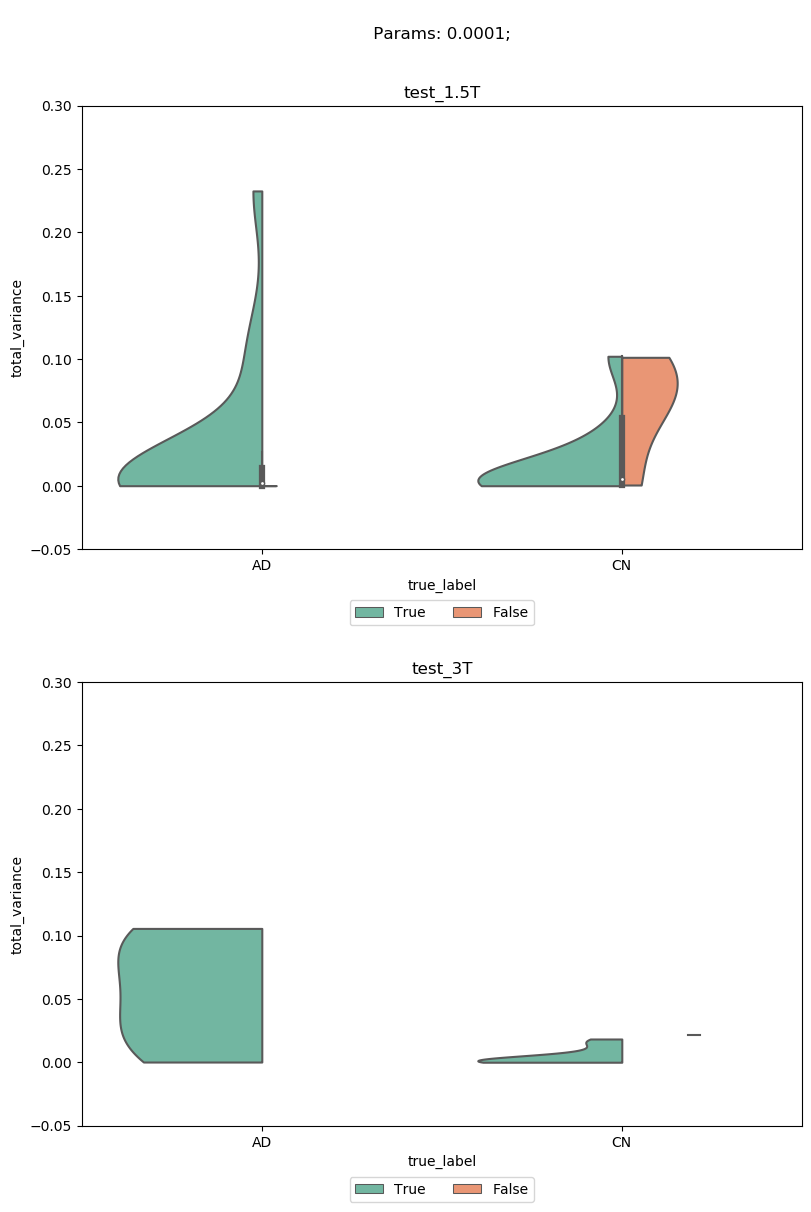 Params: 0.0001;
test_1.5T
0.30
0.25
0.20
0.15
0.10
0.05
0.00
−0.05
total_variance
AD CN
true_label
True False
test_3T
0.30
0.25
0.20
0.15
0.10
0.05
0.00
−0.05
total_variance
AD CN
true_label
True False